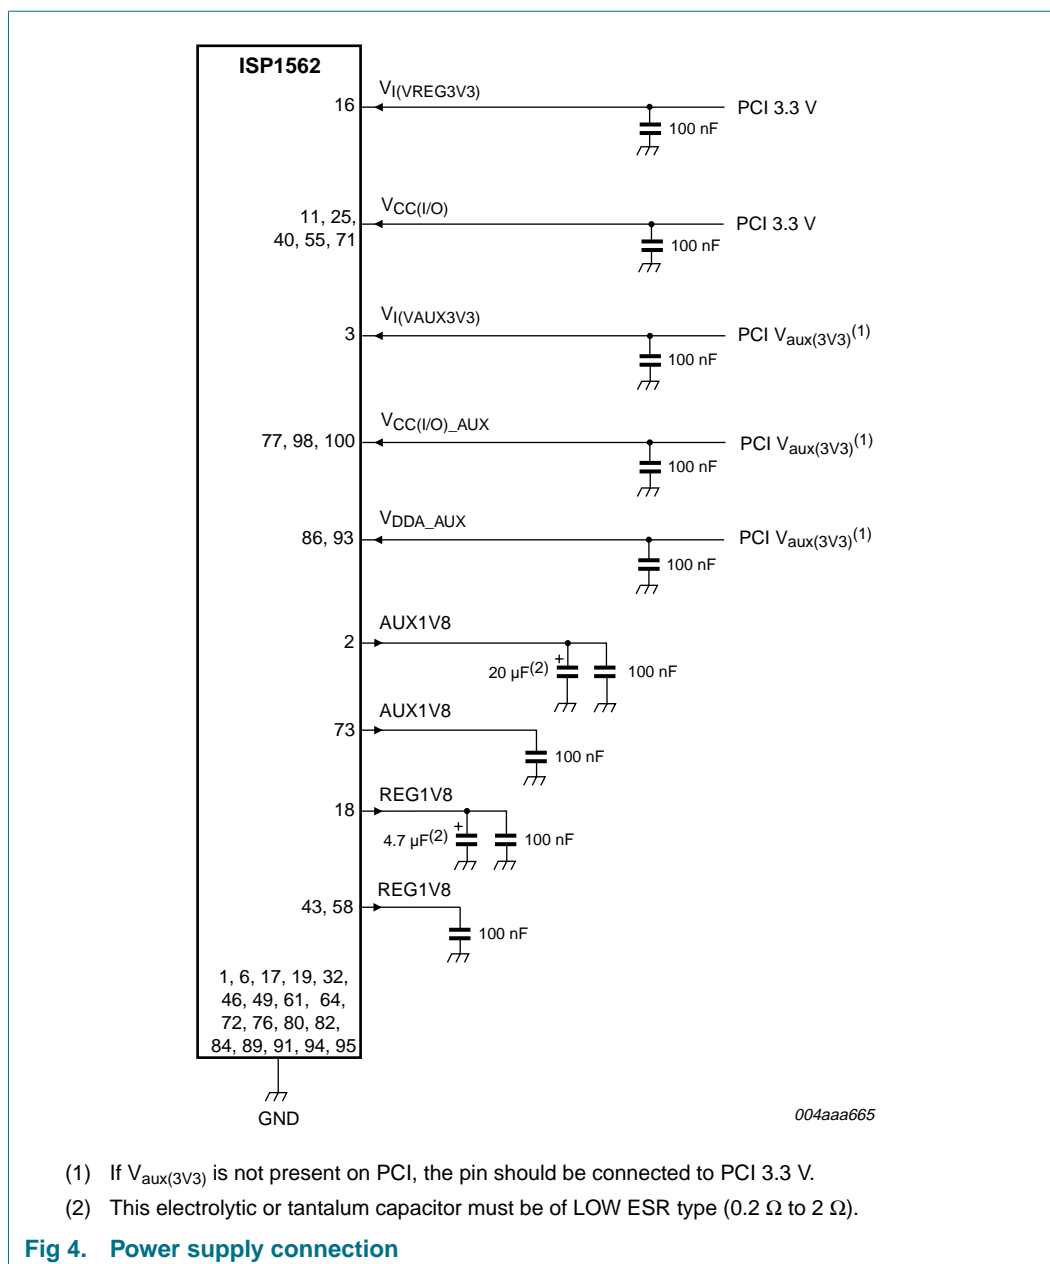 ISP1562
16 VI(VREG3V3) PCI 3.3 V
100 nF
11, 25, VCC(I/O) PCI 3.3 V
40, 55, 71 100 nF
3 VI(VAUX3V3) PCI Vaux(3V3)(1)
100 nF
77, 98, 100 VCC(I/O)_AUX PCI Vaux(3V3)(1)
100 nF
86, 93 VDDA_AUX PCI Vaux(3V3)(1)
100 nF
2 AUX1V8
+
20 μF(2) 100 nF
73 AUX1V8
100 nF
18 REG1V8
+
4.7 μF(2) 100 nF
43, 58 REG1V8
100 nF
1, 6, 17, 19, 32,
46, 49, 61, 64,
72, 76, 80, 82,
84, 89, 91, 94, 95
GND
004aaa665
(1) If Vaux(3V3) is not present on PCI, the pin should be connected to PCI 3.3 V.
(2) This electrolytic or tantalum capacitor must be of LOW ESR type (0.2 Ω to 2 Ω).
Fig 4. Power supply connection